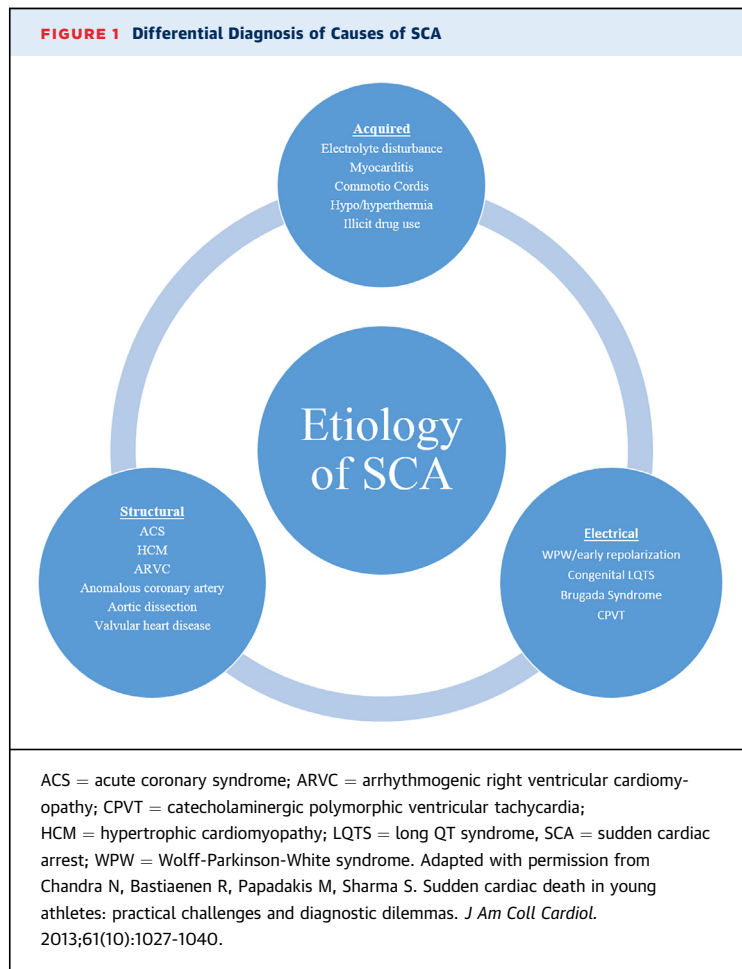 FIGURE 1 Differential Diagnosis of Causes of SCA
Acquired
Electrolyte disturbance
Myocarditis
Commotio Cordis
Hypo/hyperthermia
Illicit drug use
Etiology
of SCA
Structural
ACS
HCM
ARVC
Anomalous coronary artery
Aortic dissection
Valvular heart disease
Electrical
WPW/early repolarization
Congenital LQTS
Brugada Syndrome
CPVT
ACS = acute coronary syndrome; ARVC = arrhythmogenic right ventricular cardiomy-
opathy; CPVT = catecholaminergic polymorphic ventricular tachycardia;
HCM = hypertrophic cardiomyopathy; LQTS = long QT syndrome, SCA = sudden cardiac
arrest; WPW = Wolff-Parkinson-White syndrome. Adapted with permission from
Chandra N, Bastiaenen R, Papadakis M, Sharma S. Sudden cardiac death in young
athletes: practical challenges and diagnostic dilemmas. J Am Coll Cardiol.
2013;61(10):1027-1040.